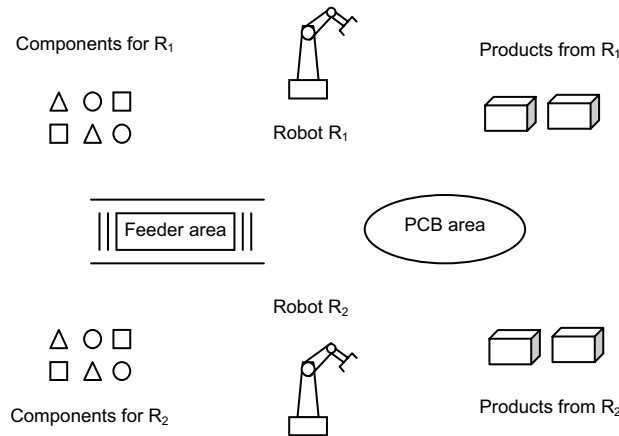 Components for R₁
Products from R₁
Robot R₁
Feeder area
PCB area
Robot R₂
Components for R₂
Products from R₂